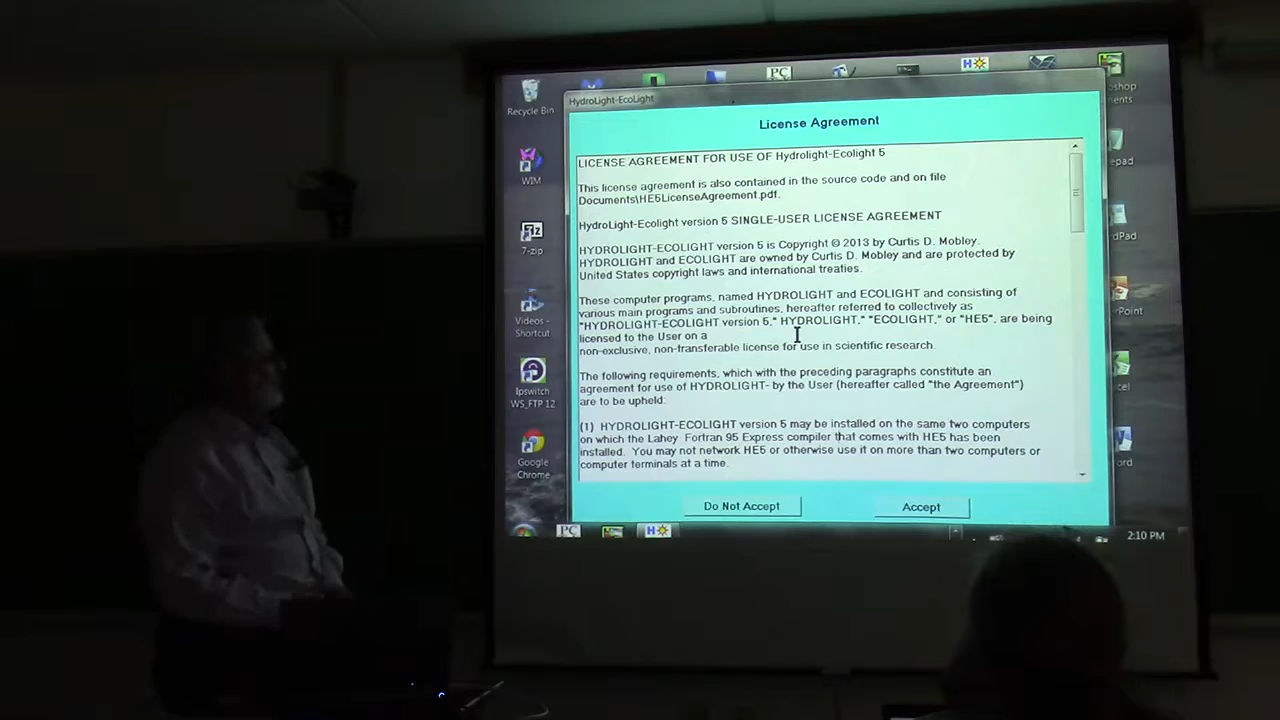 Recycle Bin
PC
H
HydroLight-EcoLight
License Agreement
LICENSE AGREEMENT FOR USE OF Hydrolight-Ecolight 5
This license agreement is also contained in the source code and on file
Documents\HE5LicenseAgreement.pdf.
HydroLight-Ecolight version 5 SINGLE-USER LICENSE AGREEMENT
HYDROLIGHT-ECOLIGHT version 5 is Copyright © 2013 by Curtis D. Mobley.
HYDROLIGHT and ECOLIGHT are owned by Curtis D. Mobley and are protected by
United States copyright laws and international treaties.
These computer programs, named HYDROLIGHT and ECOLIGHT and consisting of
various main programs and subroutines, hereafter referred to collectively as
"HYDROLIGHT-ECOLIGHT version 5," HYDROLIGHT," "ECOLIGHT," or "HE5", are being
licensed to the User on a
non-exclusive, non-transferable license for use in scientific research.
The following requirements, which with the preceding paragraphs constitute an
agreement for use of HYDROLIGHT- by the User (hereafter called "the Agreement")
are to be upheld:
(1) HYDROLIGHT-ECOLIGHT version 5 may be installed on the same two computers
on which the Lahey Fortran 95 Express compiler that comes with HE5 has been
installed. You may not network HE5 or otherwise use it on more than two computers or
computer terminals at a time.
Do Not Accept
Accept
WIM
7z
7-zip
Videos -
Shortcut
Ipswitch
WS_FTP 12
Google
Chrome
shop
ments
epad
dPad
rPoint
cel
ord
PC
H
2:10 PM